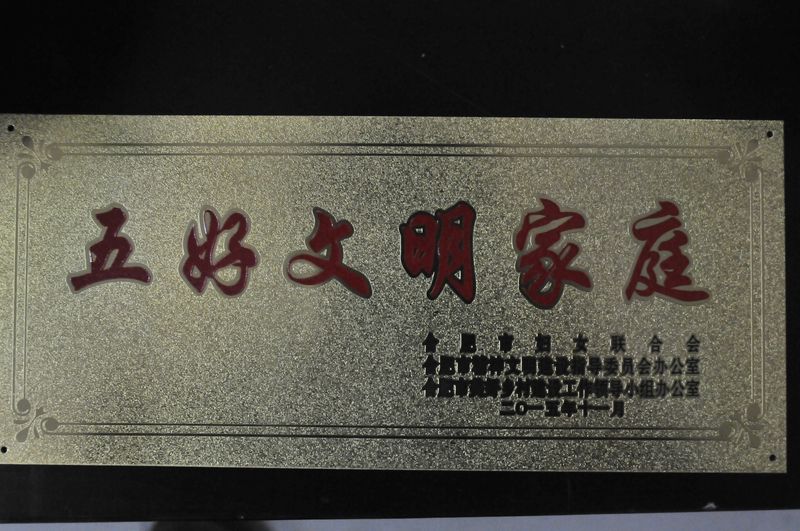 五好文明家庭
合肥市妇女联合会
合肥市精神文明建设指导委员会办公室
合肥市美好乡村建设工作领导小组办公室
二〇一五年十一月